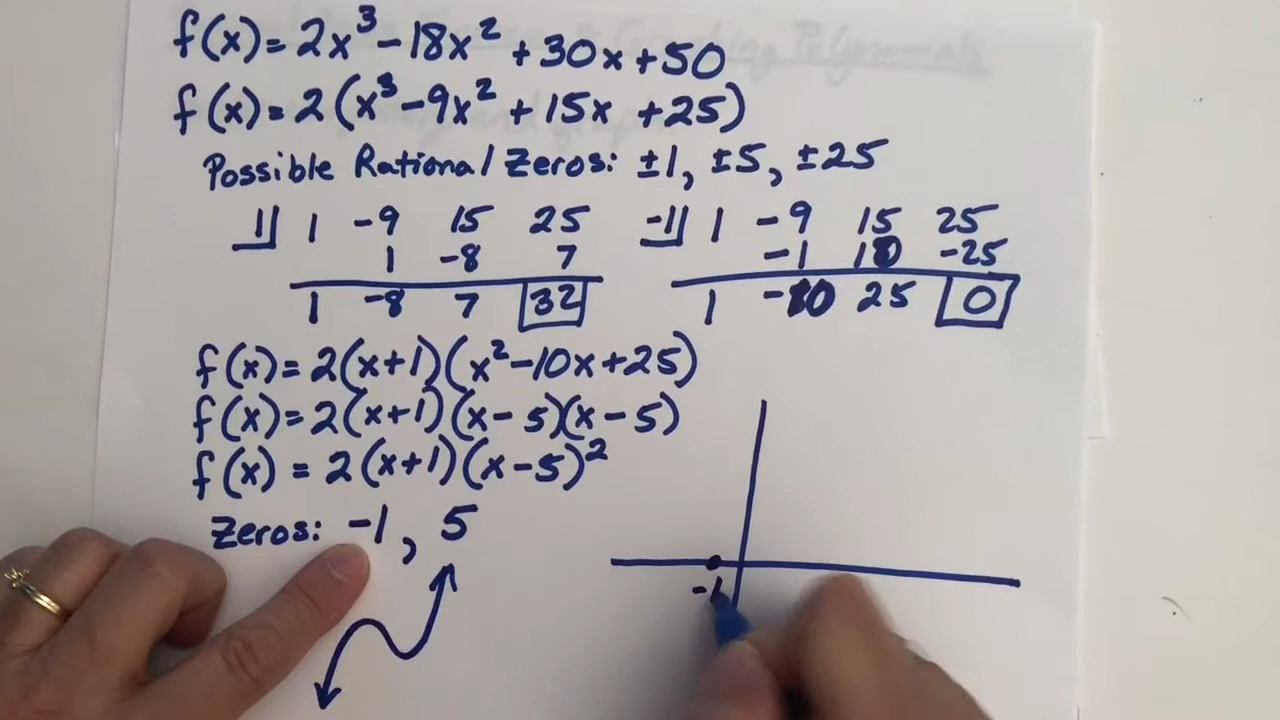 f(x)=2x³-18x²+30x+50
f(x)=2(x³-9x²+15x+25)
Possible Rational Zeros: ±1, ±5, ±25
1| 1 -9 15 25 -1| 1 -9 15 25
1 -8 7 -1 10 -25
1 -8 7 32 1 -10 25 0
f(x)=2(x+1)(x²-10x+25)
f(x)=2(x+1)(x-5)(x-5)
f(x)=2(x+1)(x-5)²
Zeros: -1, 5
-1